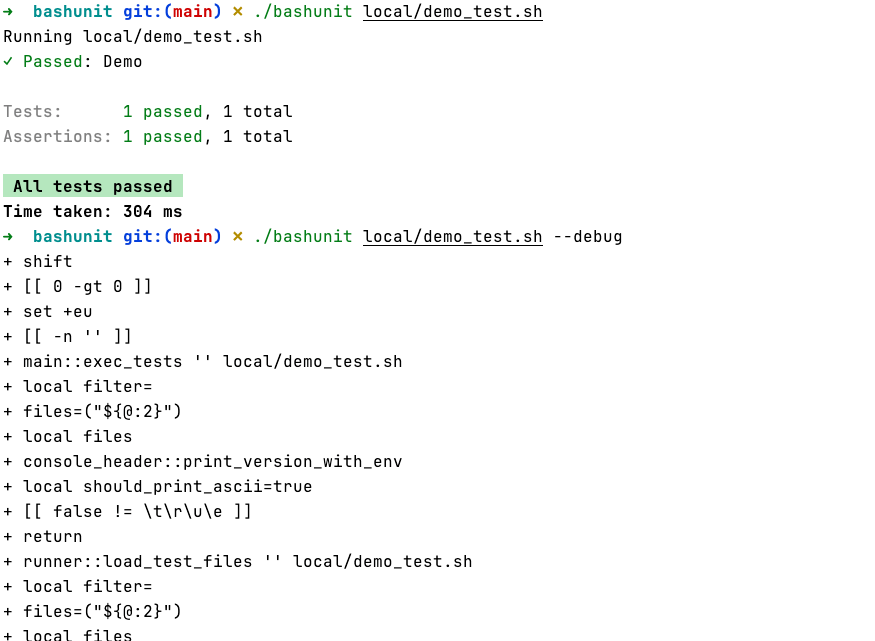 ➜  bashunit git:(main) ✗ ./bashunit local/demo_test.sh
Running local/demo_test.sh
✓ Passed: Demo
Tests:      1 passed, 1 total
Assertions: 1 passed, 1 total
All tests passed
Time taken: 304 ms
➜  bashunit git:(main) ✗ ./bashunit local/demo_test.sh --debug
+ shift
+ [[ 0 -gt 0 ]]
+ set +eu
+ [[ -n '' ]]
+ main::exec_tests '' local/demo_test.sh
+ local filter=
+ files=("${@:2}")
+ local files
+ console_header::print_version_with_env
+ local should_print_ascii=true
+ [[ false != \t\r\u\e ]]
+ return
+ runner::load_test_files '' local/demo_test.sh
+ local filter=
+ files=("${@:2}")
+ local files